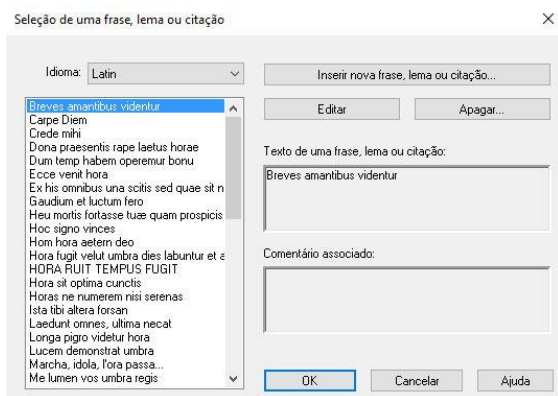 Seleção de uma frase, lema ou citação
Idioma: Latin
Inserir nova frase, lema ou citação...
Editar
Apagar...
Breves amantibus videntur
Carpe Diem
Crede mihi
Dona praesentis rape laetus horae
Dum temp habem operemur bonu
Ecce venit hora
Ex his omnibus una scitis sed quae sit n
Gaudium et luctum fero
Heu mortis fortasse tuæ quam prospicis
Hoc signo vinces
Hom hora aetern deo
Hora fugit velut umbra dies labuntur et a
HORA RUIT TEMPUS FUGIT
Hora sit optima cunctis
Horas ne numerem nisi serenas
Ista tibi altera forsan
Laedunt omnes, ultima necat
Longa pigro videtur hora
Lucem demonstrat umbra
Marcha, idola, l'ora passa...
Me lumen vos umbra regis
Texto de uma frase, lema ou citação:
Breves amantibus videntur
Comentário associado:
OK
Cancelar
Ajuda